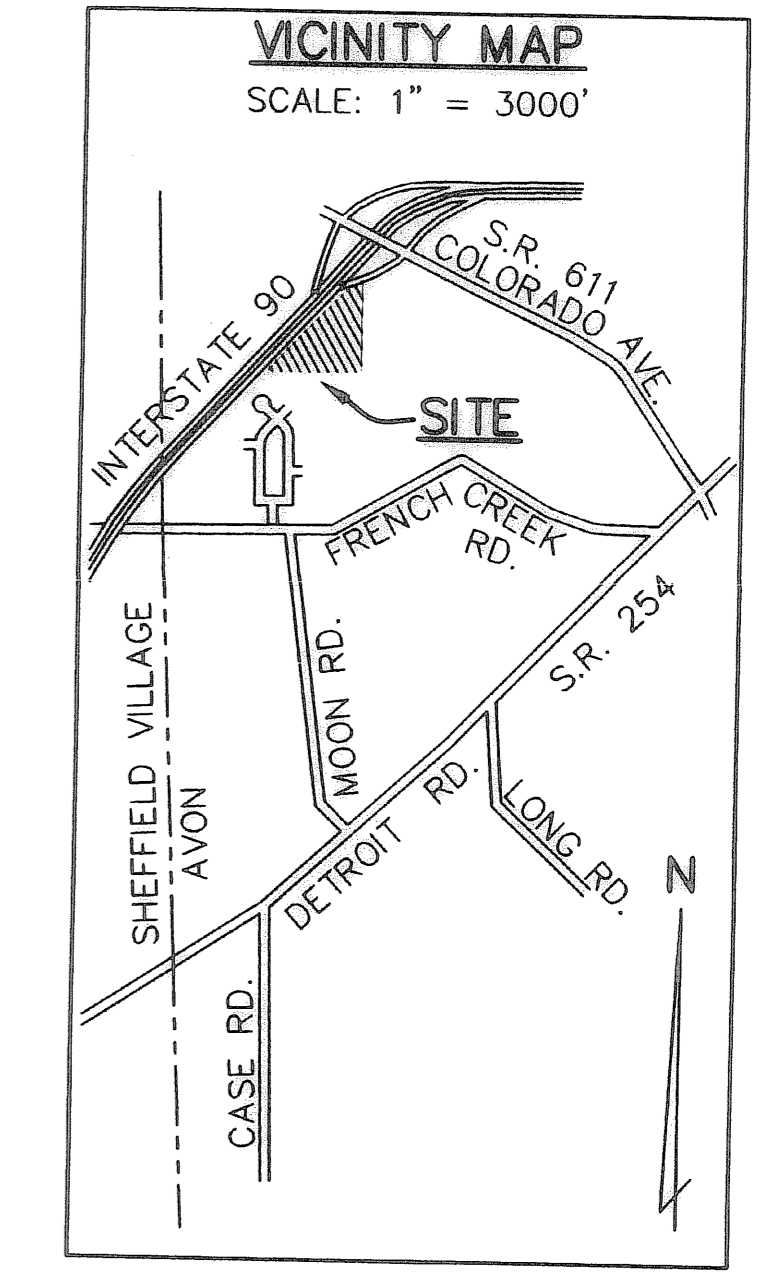 VICINITY MAP
SCALE: 1" = 3000'
S.R. 611
COLORADO AVE.
INTERSTATE 90
SITE
FRENCH CREEK
RD.
S.R. 254
MOON RD.
SHEFFIELD VILLAGE
AVON
DETROIT RD.
LONG RD.
N
CASE RD.